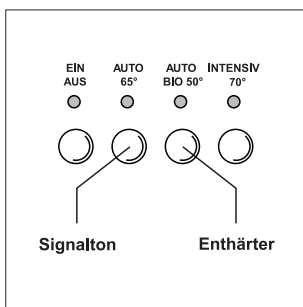 EIN AUTO AUTO INTENSIV
AUS 65° BIO 50° 70°
Signalton Enthärter